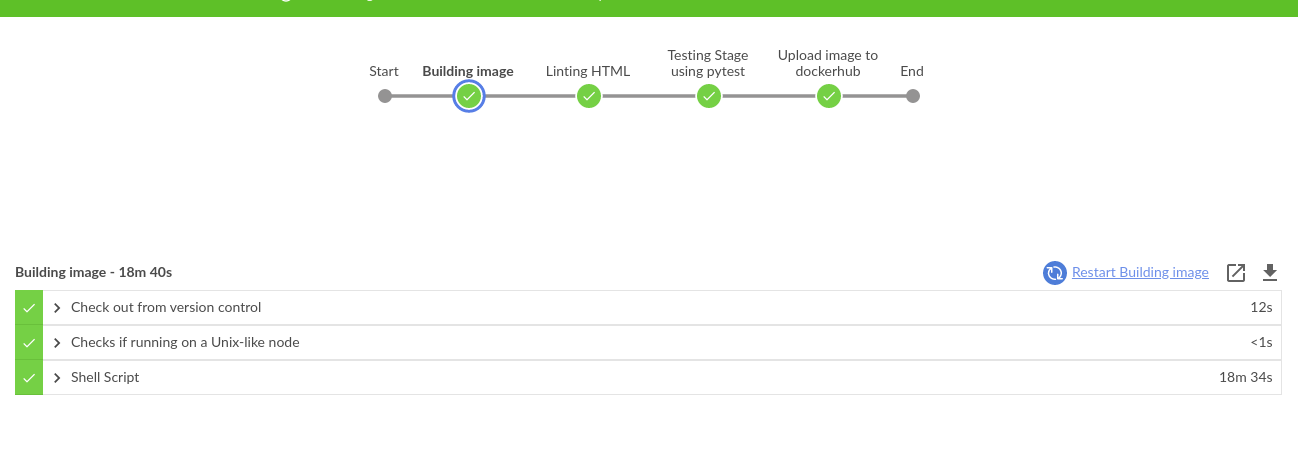 Start
Building image
Linting HTML
Testing Stage
using pytest
Upload image to
dockerhub
End
Building image - 18m 40s
Restart Building image
Check out from version control 12s
Checks if running on a Unix-like node <1s
Shell Script 18m 34s